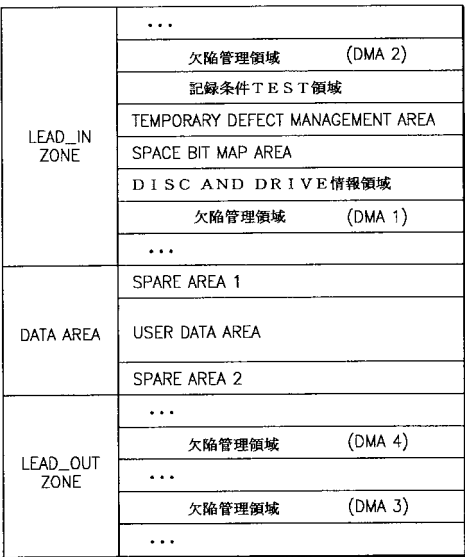 ...
欠陥管理領域 (DMA 2)
記録条件TEST領域
TEMPORARY DEFECT MANAGEMENT AREA
LEAD_IN
ZONE
SPACE BIT MAP AREA
DISC AND DRIVE情報領域
欠陥管理領域 (DMA 1)
...
SPARE AREA 1
DATA AREA
USER DATA AREA
SPARE AREA 2
...
欠陥管理領域 (DMA 4)
LEAD_OUT
ZONE
...
欠陥管理領域 (DMA 3)
...